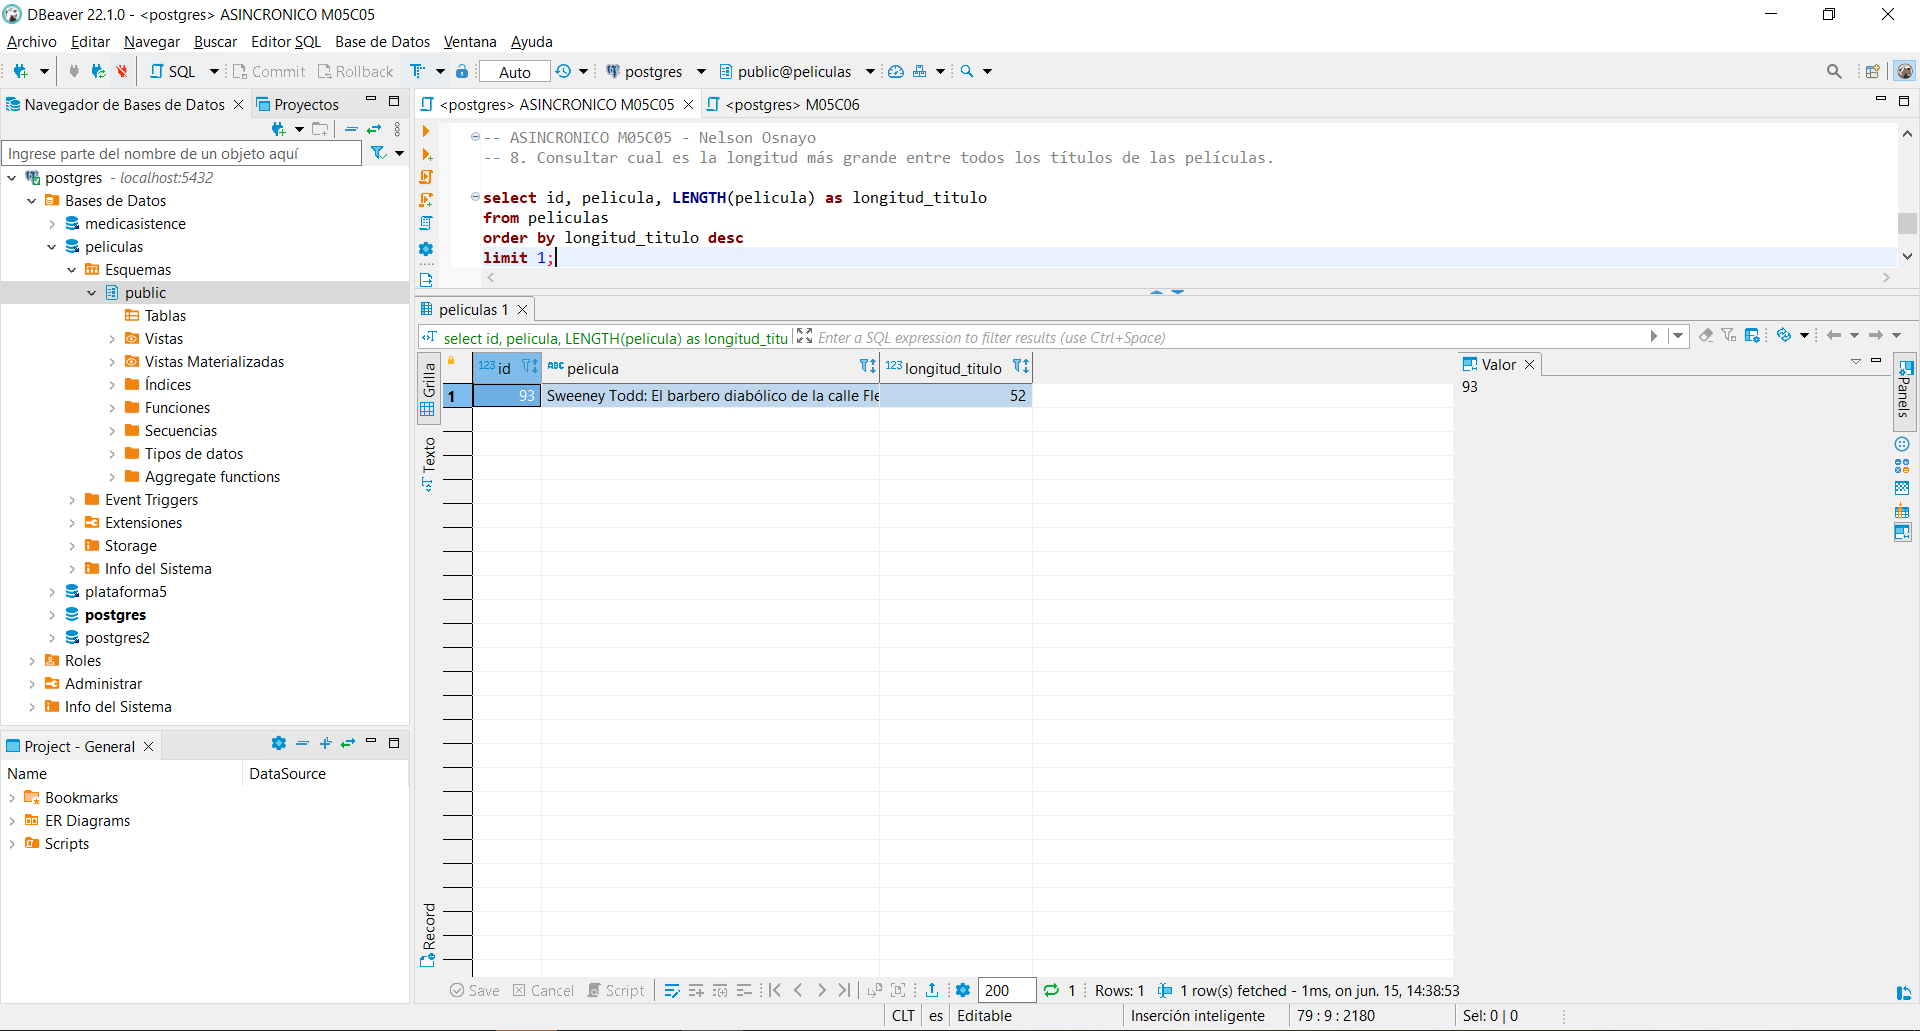 DBeaver 22.1.0 - <postgres> ASINCRONICO M05C05
Archivo Editar Navegar Buscar Editor SQL Base de Datos Ventana Ayuda
SQL Commit Rollback Auto postgres public@peliculas
Navegador de Bases de Datos Proyectos
Ingrese parte del nombre de un objeto aquí
postgres - localhost:5432
Bases de Datos
medicasistence
peliculas
Esquemas
public
Tablas
Vistas
Vistas Materializadas
Índices
Funciones
Secuencias
Tipos de datos
Aggregate functions
Event Triggers
Extensiones
Storage
Info del Sistema
plataforma5
postgres
postgres2
Roles
Administrar
Info del Sistema
Project - General
Name DataSource
Bookmarks
ER Diagrams
Scripts
<postgres> ASINCRONICO M05C05 <postgres> M05C06
-- ASINCRONICO M05C05 - Nelson Osnayo
-- 8. Consultar cual es la longitud más grande entre todos los títulos de las películas.
select id, pelicula, LENGTH(pelicula) as longitud_titulo
from peliculas
order by longitud_titulo desc
limit 1;
peliculas 1
select id, pelicula, LENGTH(pelicula) as longitud_titu Enter a SQL expression to filter results (use Ctrl+Space)
Grilla
Texto
Record
123 id ABC pelicula 123 longitud_titulo
1 93 Sweeney Todd: El barbero diabólico de la calle Fle 52
Valor
93
Panels
Save Cancel Script 200 1 Rows: 1 1 row(s) fetched - 1ms, on jun. 15, 14:38:53
CLT es Editable Inserción inteligente 79 : 9 : 2180 Sel: 0 | 0